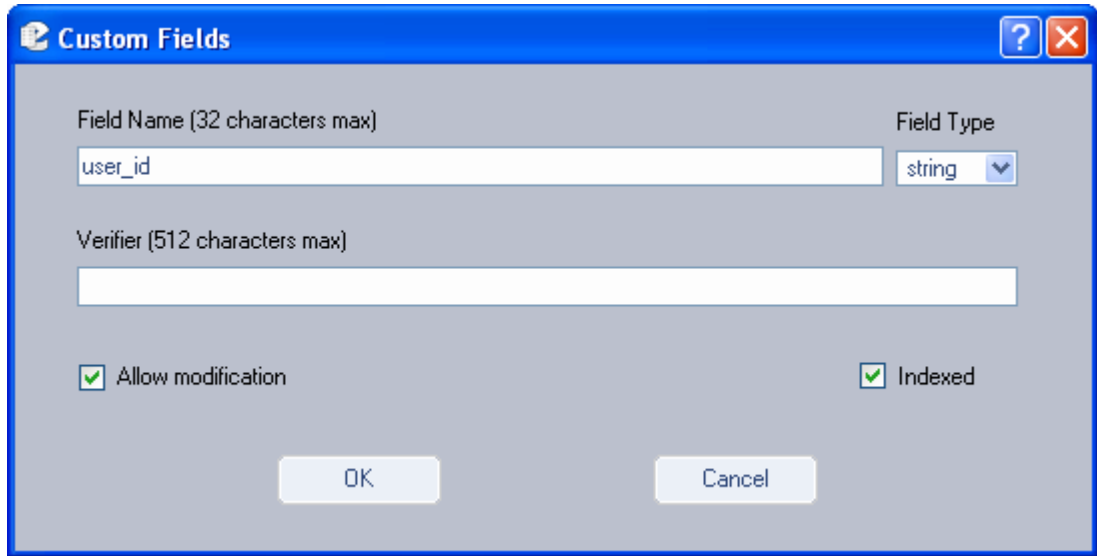 Custom Fields
Field Name (32 characters max)
Field Type
user_id
string
Verifier (512 characters max)
Allow modification
Indexed
OK
Cancel